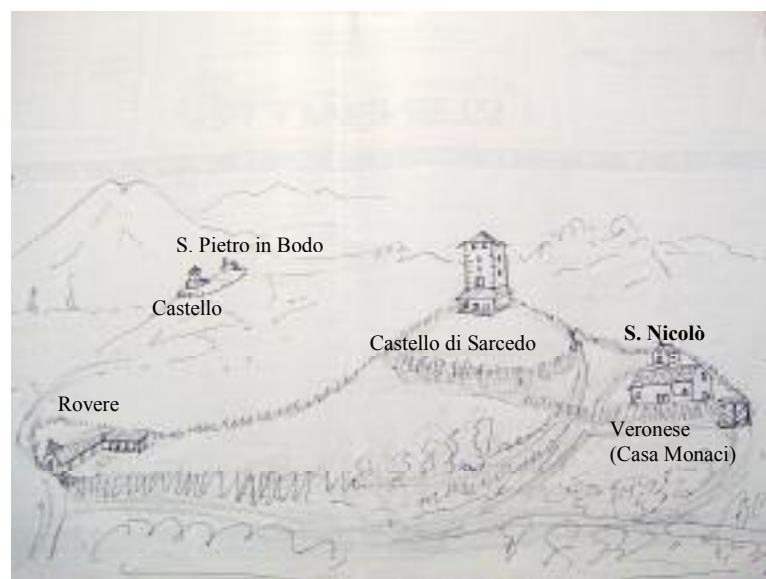 S. Pietro in Bodo
Castello
Castello di Sarcedo
S. Nicolò
Rovere
Veronese
(Casa Monaci)